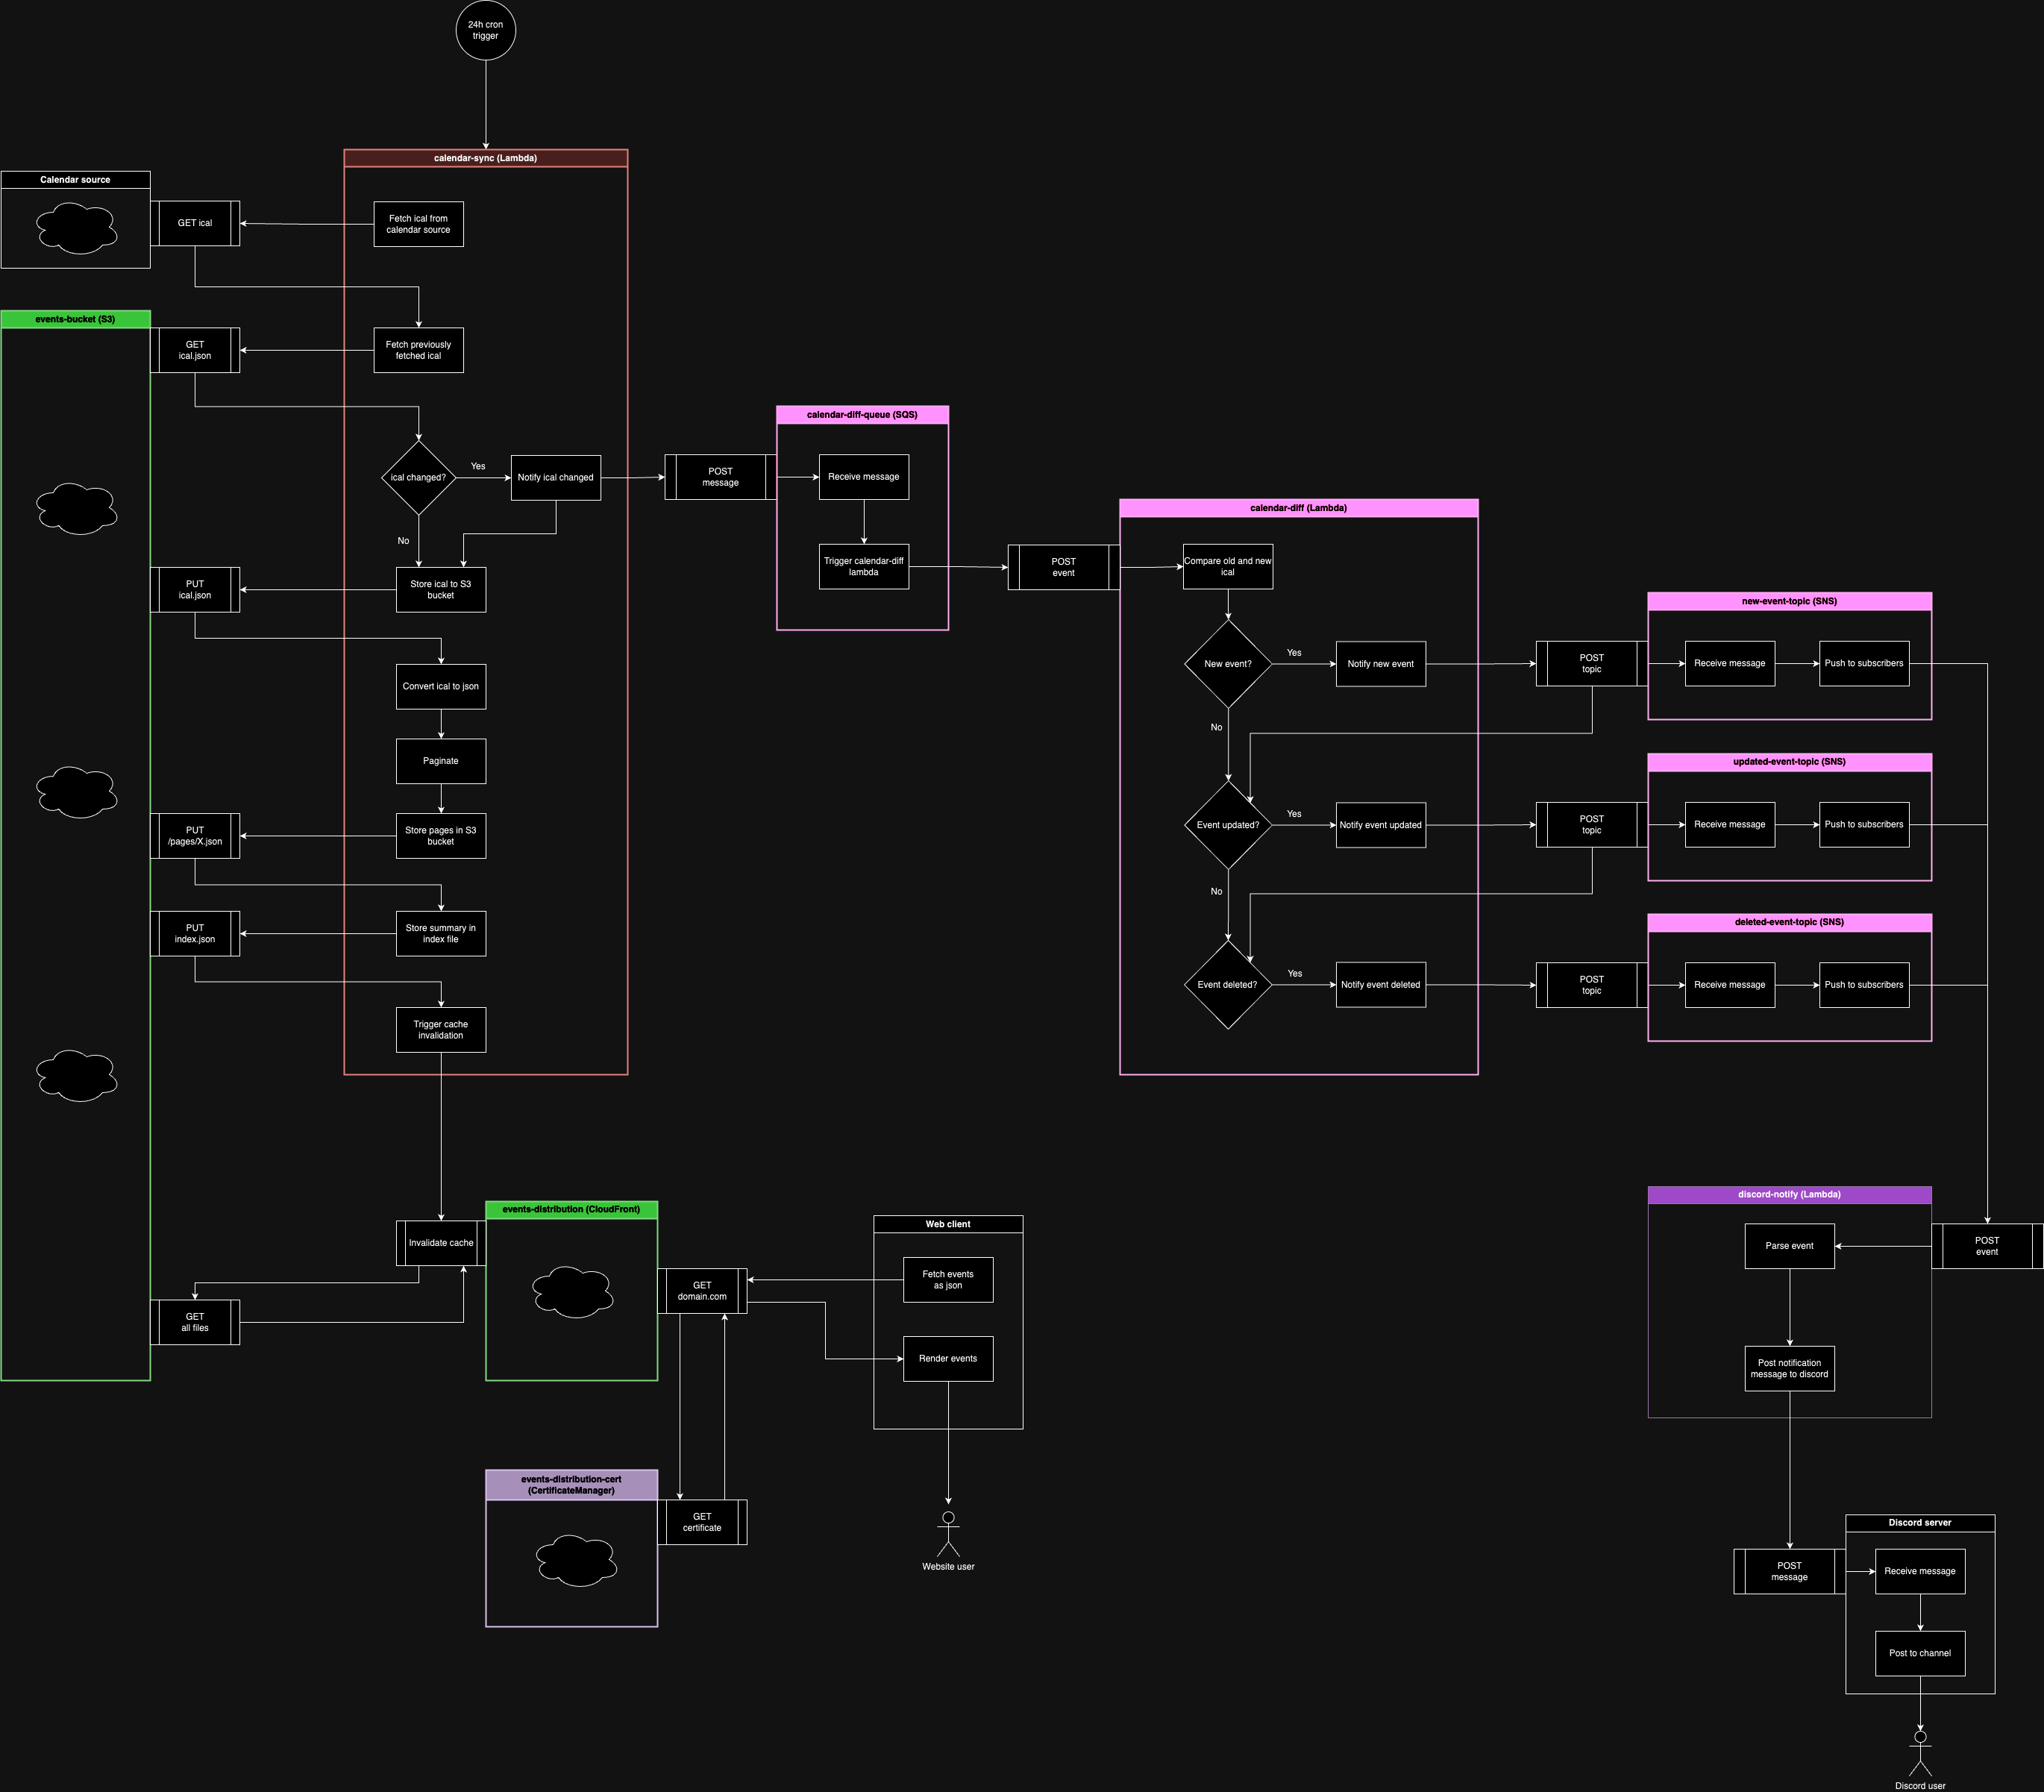 24h cron
trigger
calendar-sync (Lambda)
Calendar source
GET ical
Fetch ical from
calendar source
events-bucket (S3)
GET
ical.json
Fetch previously
fetched ical
calendar-diff-queue (SQS)
ical changed?
Yes
Notify ical changed
POST
message
Receive message
No
calendar-diff (Lambda)
Trigger calendar-diff
lambda
POST
event
Compare old and new
ical
PUT
ical.json
Store ical to S3
bucket
new-event-topic (SNS)
New event?
Yes
Notify new event
POST
topic
Receive message
Push to subscribers
Convert ical to json
No
Paginate
updated-event-topic (SNS)
PUT
/pages/X.json
Store pages in S3
bucket
Event updated?
Yes
Notify event updated
POST
topic
Receive message
Push to subscribers
No
PUT
index.json
Store summary in
index file
deleted-event-topic (SNS)
Event deleted?
Yes
Notify event deleted
POST
topic
Receive message
Push to subscribers
Trigger cache
invalidation
discord-notify (Lambda)
events-distribution (CloudFront)
Web client
Invalidate cache
Parse event
POST
event
Fetch events
as json
GET
domain.com
GET
all files
Render events
Post notification
message to discord
events-distribution-cert
(CertificateManager)
GET
certificate
Website user
Discord server
POST
message
Receive message
Post to channel
Discord user